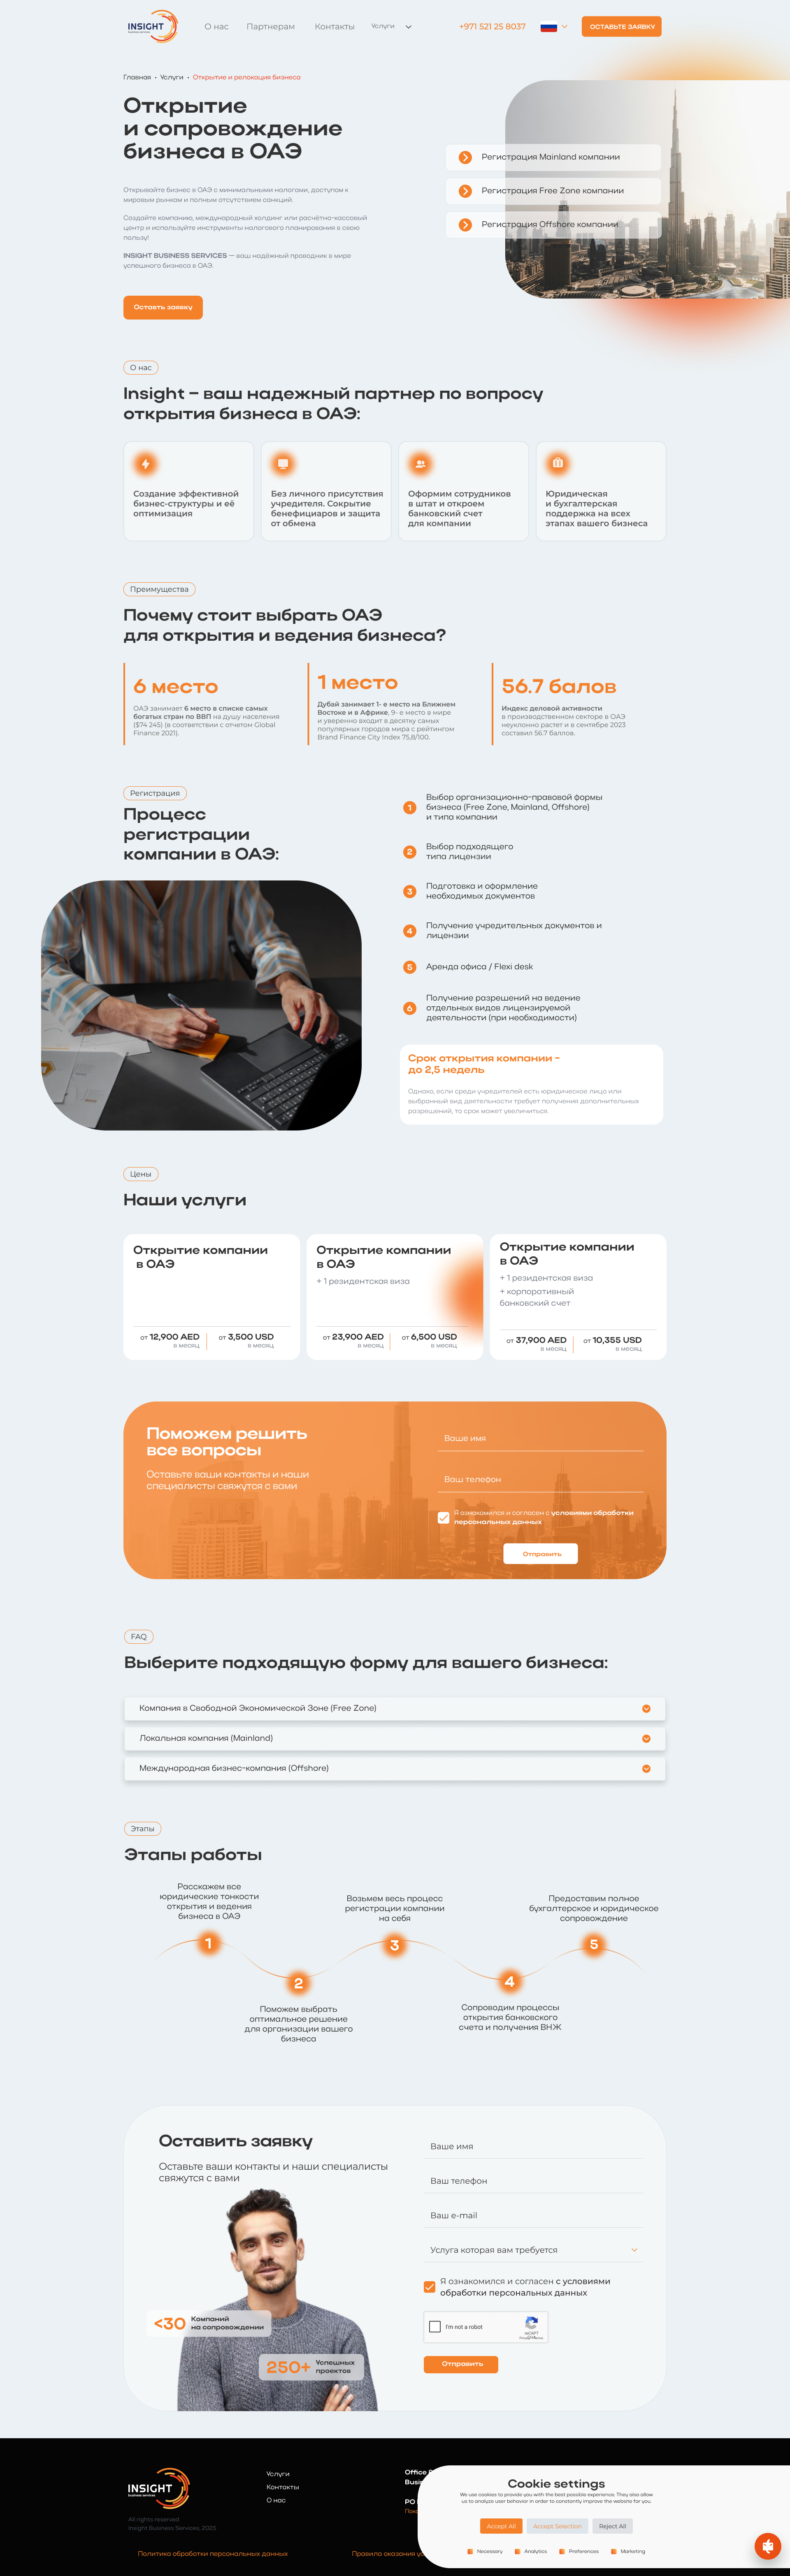 INSIGHT
business services
О нас
Партнерам
Контакты
Услуги
+971 521 25 8037
ОСТАВЬТЕ ЗАЯВКУ
Главная • Услуги • Открытие и релокация бизнеса
Открытие
и сопровождение
бизнеса в ОАЭ
Открывайте бизнес в ОАЭ с минимальными налогами, доступом к
мировым рынкам и полным отсутствием санкций.
Создайте компанию, международный холдинг или расчётно-кассовый
центр и используйте инструменты налогового планирования в свою
пользу!
INSIGHT BUSINESS SERVICES — ваш надёжный проводник в мире
успешного бизнеса в ОАЭ.
Оставть заявку
Регистрация Mainland компании
Регистрация Free Zone компании
Регистрация Offshore компании
О нас
Insight – ваш надежный партнер по вопросу
открытия бизнеса в ОАЭ:
Создание эффективной
бизнес-структуры и её
оптимизация
Без личного присутствия
учредителя. Сокрытие
бенефициаров и защита
от обмена
Оформим сотрудников
в штат и откроем
банковский счет
для компании
Юридическая
и бухгалтерская
поддержка на всех
этапах вашего бизнеса
Преимущества
Почему стоит выбрать ОАЭ
для открытия и ведения бизнеса?
6 место
ОАЭ занимает 6 место в списке самых
богатых стран по ВВП на душу населения
($74 245) (в соответствии с отчетом Global
Finance 2021).
1 место
Дубай занимает 1- е место на Ближнем
Востоке и в Африке, 9- е место в мире
и уверенно входит в десятку самых
популярных городов мира с рейтингом
Brand Finance City Index 75,8/100.
56.7 балов
Индекс деловой активности
в производственном секторе в ОАЭ
неуклонно растет и в сентябре 2023
составил 56.7 баллов.
Регистрация
Процесс
регистрации
компании в ОАЭ:
1
Выбор организационно-правовой формы
бизнеса (Free Zone, Mainland, Offshore)
и типа компании
2
Выбор подходящего
типа лицензии
3
Подготовка и оформление
необходимых документов
4
Получение учредительных документов и
лицензии
5
Аренда офиса / Flexi desk
6
Получение разрешений на ведение
отдельных видов лицензируемой
деятельности (при необходимости)
Срок открытия компании –
до 2,5 недель
Однако, если среди учредителей есть юридическое лицо или
выбранный вид деятельности требует получения дополнительных
разрешений, то срок может увеличиться.
Цены
Наши услуги
Открытие компании
в ОАЭ
от 12,900 AED
в месяц
от 3,500 USD
в месяц
Открытие компании
в ОАЭ
+ 1 резидентская виза
от 23,900 AED
в месяц
от 6,500 USD
в месяц
Открытие компании
в ОАЭ
+ 1 резидентская виза
+ корпоративный
банковский счет
от 37,900 AED
в месяц
от 10,355 USD
в месяц
Поможем решить
все вопросы
Оставьте ваши контакты и наши
специалисты свяжутся с вами
Ваше имя
Ваш телефон
Я ознакомился и согласен с условиями обработки
персональных данных
Отправить
FAQ
Выберите подходящую форму для вашего бизнеса:
Компания в Свободной Экономической Зоне (Free Zone)
Локальная компания (Mainland)
Международная бизнес-компания (Offshore)
Этапы
Этапы работы
Расскажем все
юридические тонкости
открытия и ведения
бизнеса в ОАЭ
1
2
Поможем выбрать
оптимальное решение
для организации вашего
бизнеса
Возьмем весь процесс
регистрации компании
на себя
3
4
Сопроводим процессы
открытия банковского
счета и получения ВНЖ
Предоставим полное
бухгалтерское и юридическое
сопровождение
5
Оставить заявку
Оставьте ваши контакты и наши специалисты
свяжутся с вами
<30
Компаний
на сопровождении
250+
Успешных
проектов
Ваше имя
Ваш телефон
Ваш e-mail
Услуга которая вам требуется
Я ознакомился и согласен с условиями
обработки персональных данных
I'm not a robot
reCAPTCHA
Отправить
INSIGHT
business services
All rights reserved
Insight Business Services, 2023
Услуги
Контакты
О нас
Office
Busi
PO
Пока
Политика обработки персональных данных
Правила оказания
Cookie settings
We use cookies to provide you with the best possible experience. They also allow
us to analyze user behavior in order to constantly improve the website for you.
Accept All
Accept Selection
Reject All
Necessary
Analytics
Preferences
Marketing